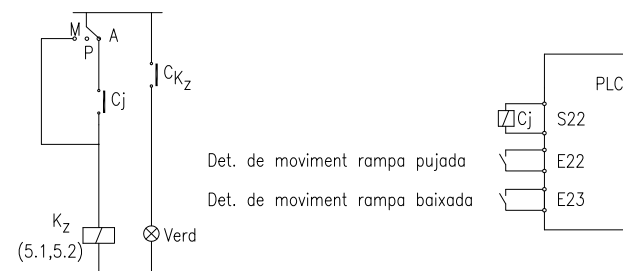 M
A
P
Cj
CKz
Kz
(5.1,5.2)
Verd
PLC
Cj
S22
Det. de moviment rampa pujada
E22
Det. de moviment rampa baixada
E23